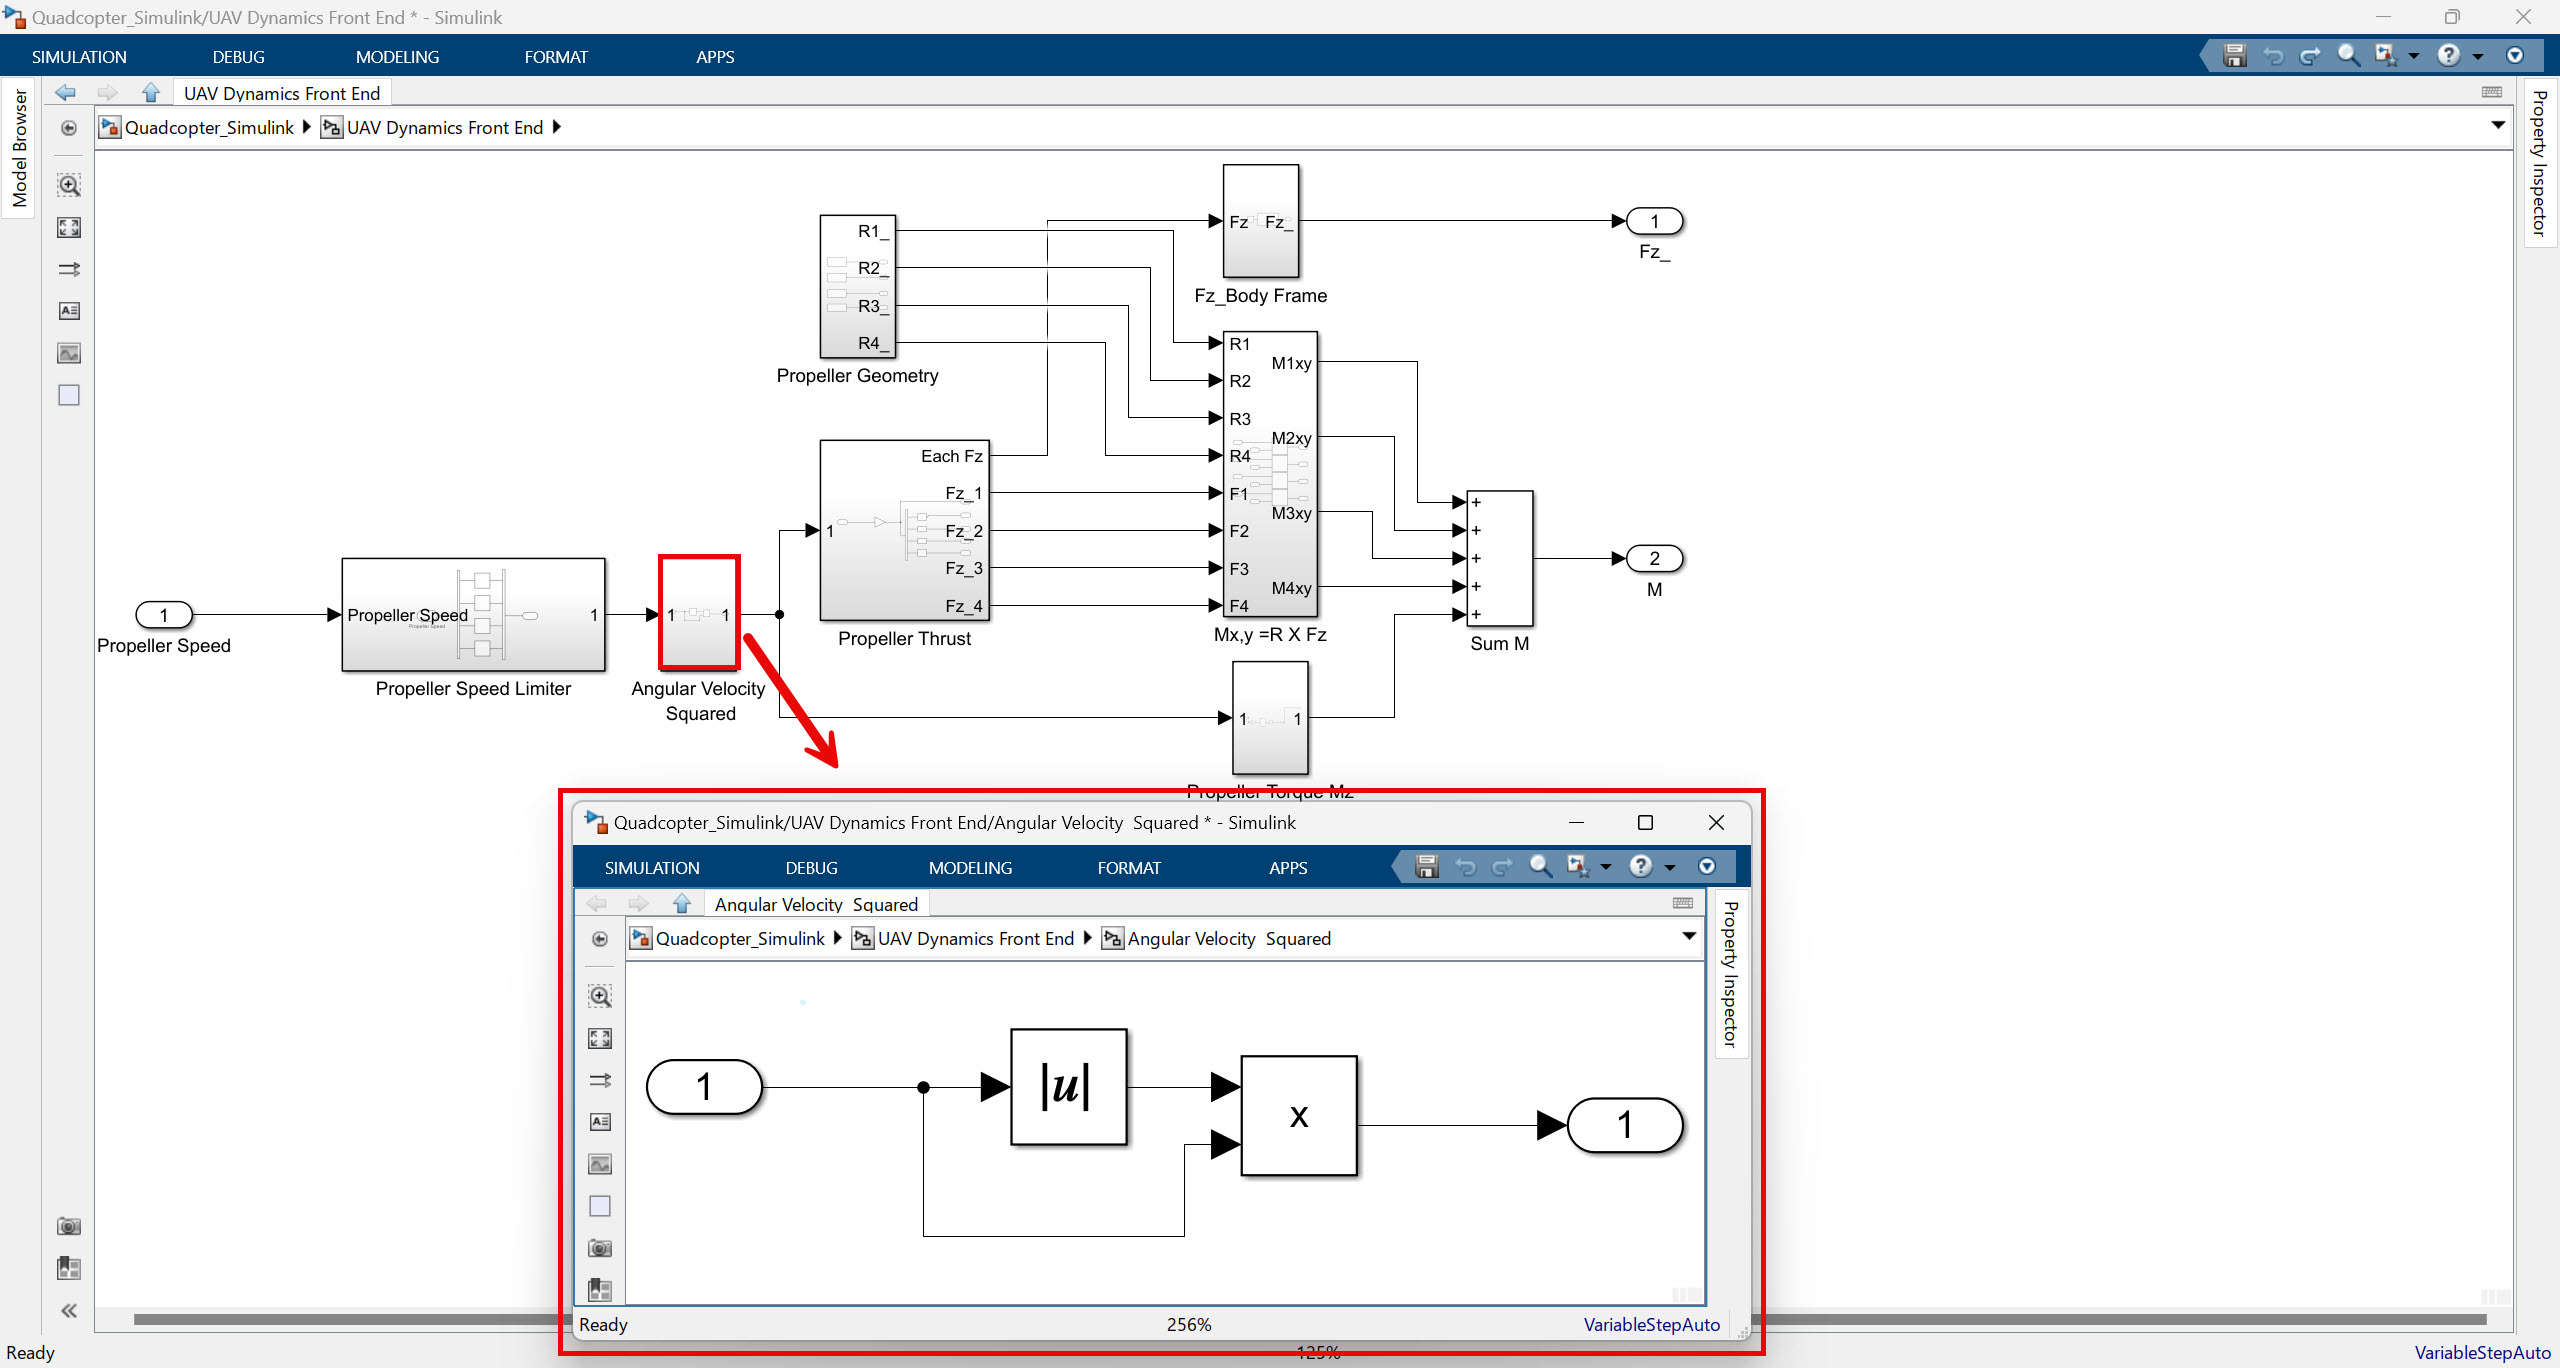 Quadcopter_Simulink/UAV Dynamics Front End * - Simulink
SIMULATION DEBUG MODELING FORMAT APPS
Model Browser
UAV Dynamics Front End
Quadcopter_Simulink UAV Dynamics Front End
Property Inspector
Fz Fz_
Fz_Body Frame
1
Fz_
R1_
R2_
R3_
R4_
Propeller Geometry
R1
R2
R3
R4
F1
F2
F3
F4
M1xy
M2xy
M3xy
M4xy
Mx,y =R X Fz
1
Each Fz
Fz_1
Fz_2
Fz_3
Fz_4
Propeller Thrust
+
+
+
+
+
Sum M
2
M
1
Propeller Speed
Propeller Speed 1
Propeller Speed Limiter
1 1
Angular Velocity
Squared
1 1
Propeller Torque Mz
Quadcopter_Simulink/UAV Dynamics Front End/Angular Velocity Squared * - Simulink
SIMULATION DEBUG MODELING FORMAT APPS
Angular Velocity Squared
Quadcopter_Simulink UAV Dynamics Front End Angular Velocity Squared
Property Inspector
1
|u|
x
1
Ready 256% VariableStepAuto
Ready 125% VariableStepAuto